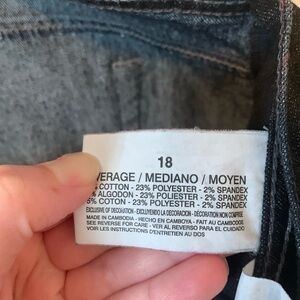 18
VERAGE / MEDIANO / MOYEN
% COTTON - 23% POLYESTER - 2% SPANDEX
% ALGODON - 23% POLIESTER - 2% SPANDEX
5% COTON - 23% POLYESTER - 2% SPANDEX
EXCLUSIVE OF DECORATION - EXCLUYENDO LA DECORACION - DÉCORATION NON COMPRISE
MADE IN CAMBODIA - HECHO EN CAMBOYA - FAIT AU CAMBODGE
SEE REVERSE FOR CARE - VER AL REVERSO PARA EL CUIDADO
VOIR LES INSTRUCTIONS D'ENTRETIEN AU DOS